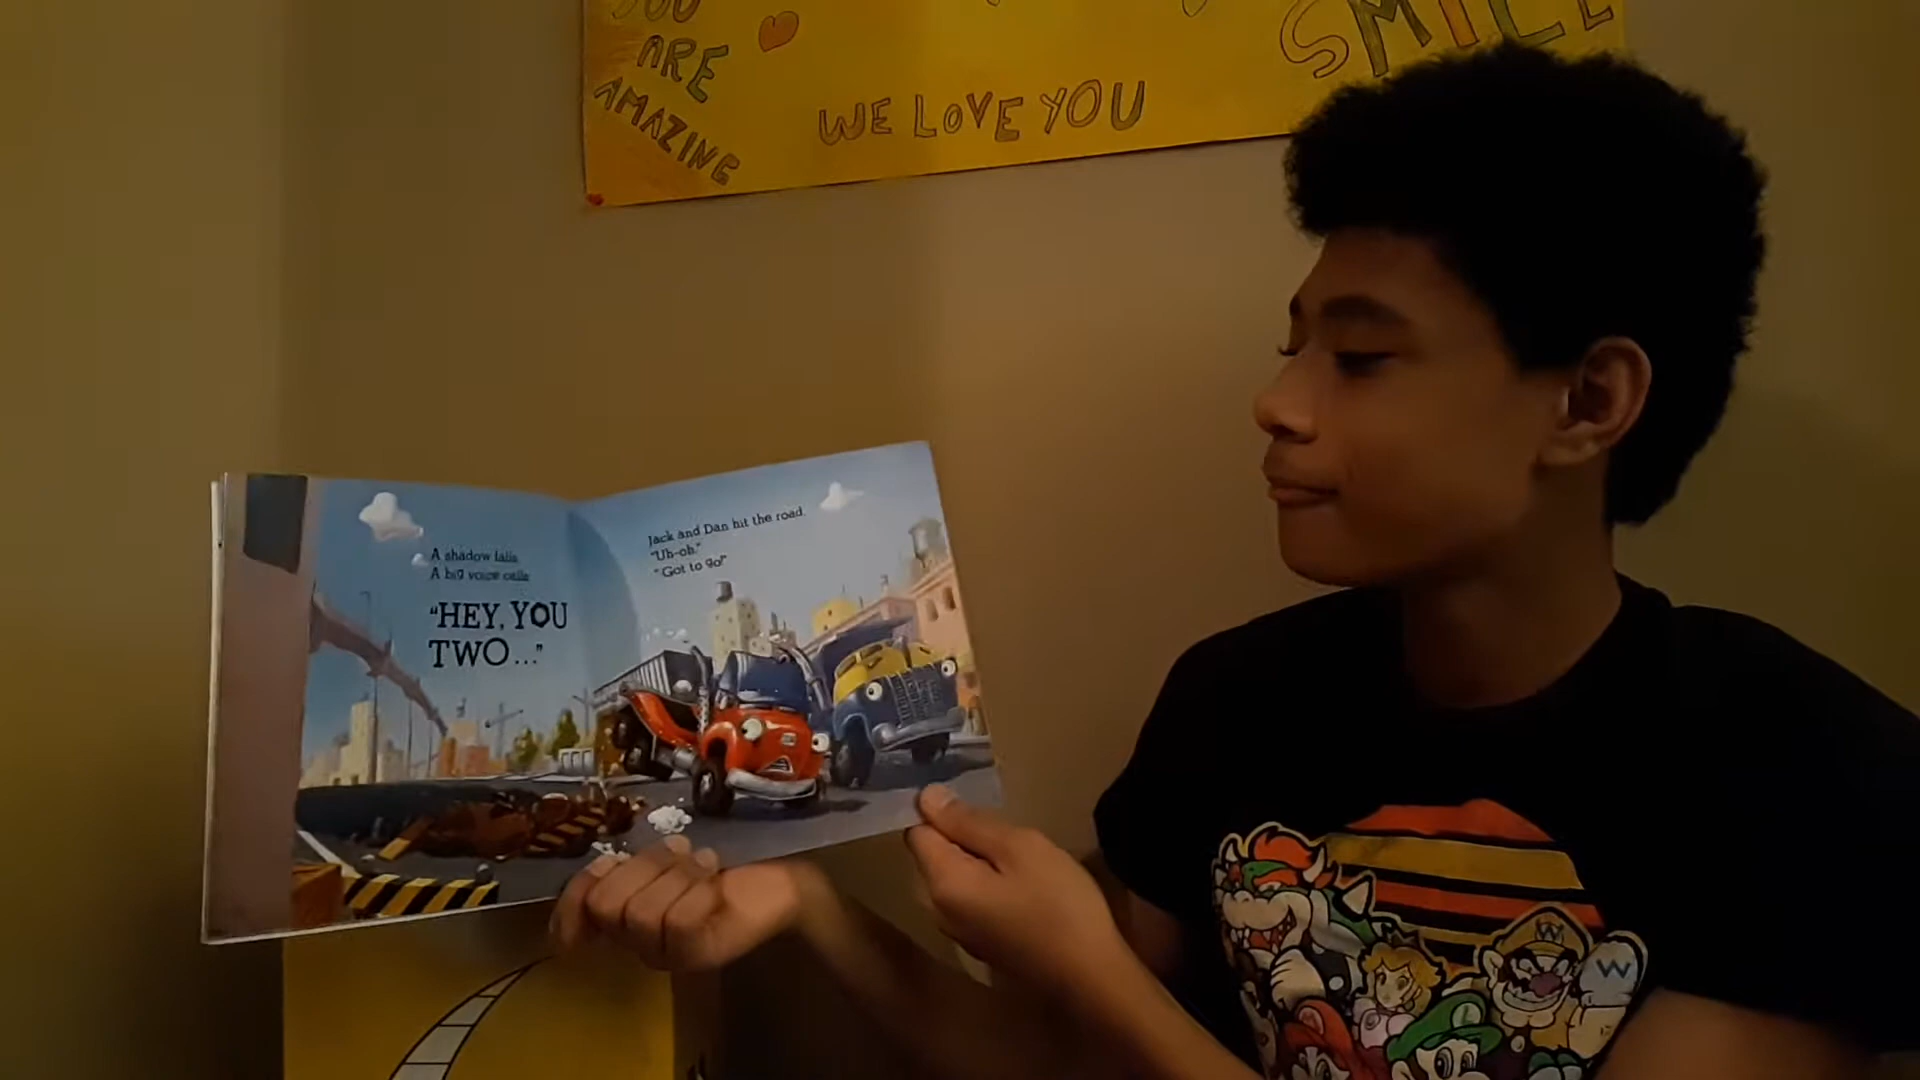 YOU
ARE
AMAZING
WE LOVE YOU
SMILE
A shadow falls.
A big voice calls
"HEY, YOU
TWO..."
Jack and Dan hit the road.
"Uh-oh."
"Got to go!"
W
W
L